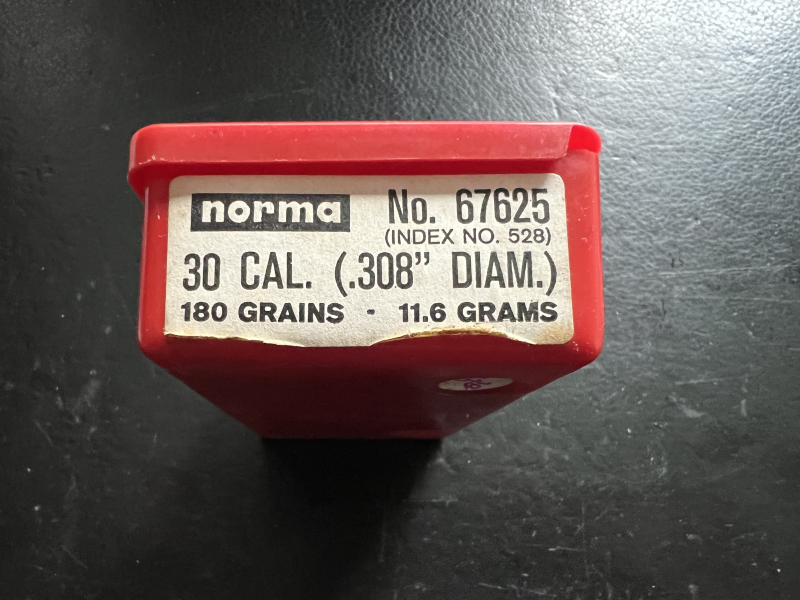 norma No. 67625
(INDEX NO. 528)
30 CAL. (.308” DIAM.)
180 GRAINS - 11.6 GRAMS